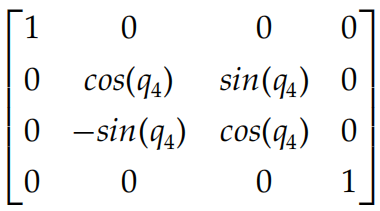 1 0 0 0
0 cos(q₄) sin(q₄) 0
0 −sin(q₄) cos(q₄) 0
0 0 0 1